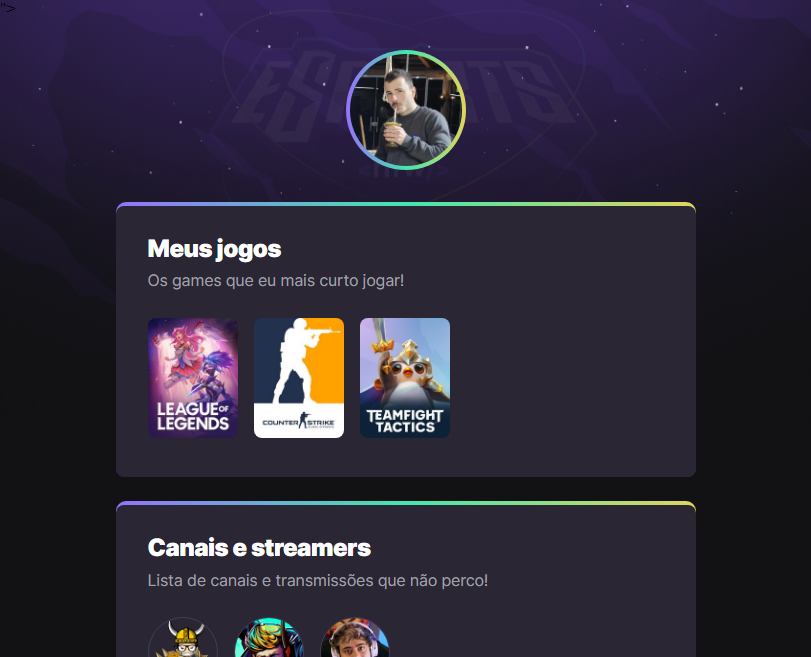 ">
ESPORTS
Meus jogos
Os games que eu mais curto jogar!
LEAGUE OF
LEGENDS
COUNTER STRIKE
TEAMFIGHT
TACTICS
Canais e streamers
Lista de canais e transmissões que não perco!